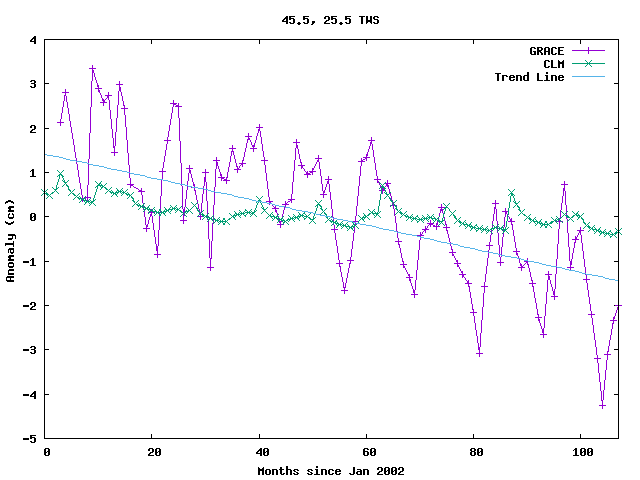 45.5, 25.5 TWS
GRACE
CLM
Trend Line
4
3
2
1
0
-1
-2
-3
-4
-5
Anomaly (cm)
0 20 40 60 80 100
Months since Jan 2002